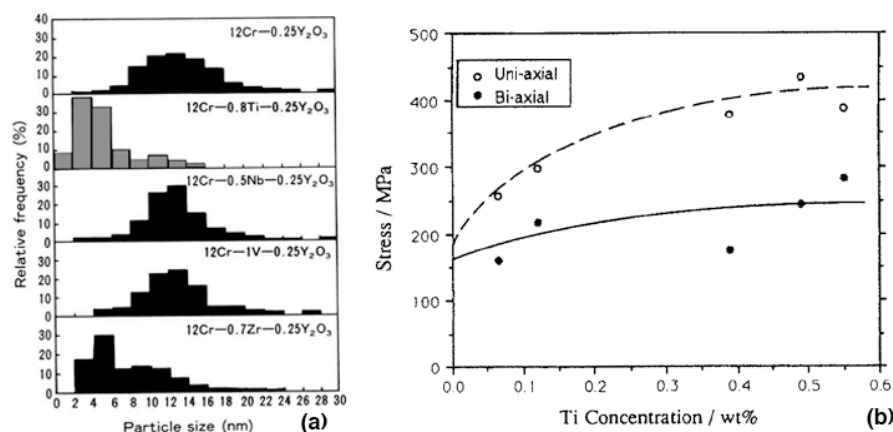 12Cr—0.25Y₂O₃
40
30
20
10
0
12Cr—0.8Ti—0.25Y₂O₃
30
20
10
0
12Cr—0.5Nb—0.25Y₂O₃
30
20
10
0
12Cr—1V—0.25Y₂O₃
30
20
10
0
12Cr—0.7Zr—0.25Y₂O₃
30
20
10
0
Relative frequency (%)
0 2 4 6 8 10 12 14 16 18 20 22 24 26 28 30
Particle size (nm)
(a)
500
400
300
200
100
0
Stress / MPa
Uni-axial
Bi-axial
0.0 0.1 0.2 0.3 0.4 0.5 0.6
Ti Concentration / wt%
(b)